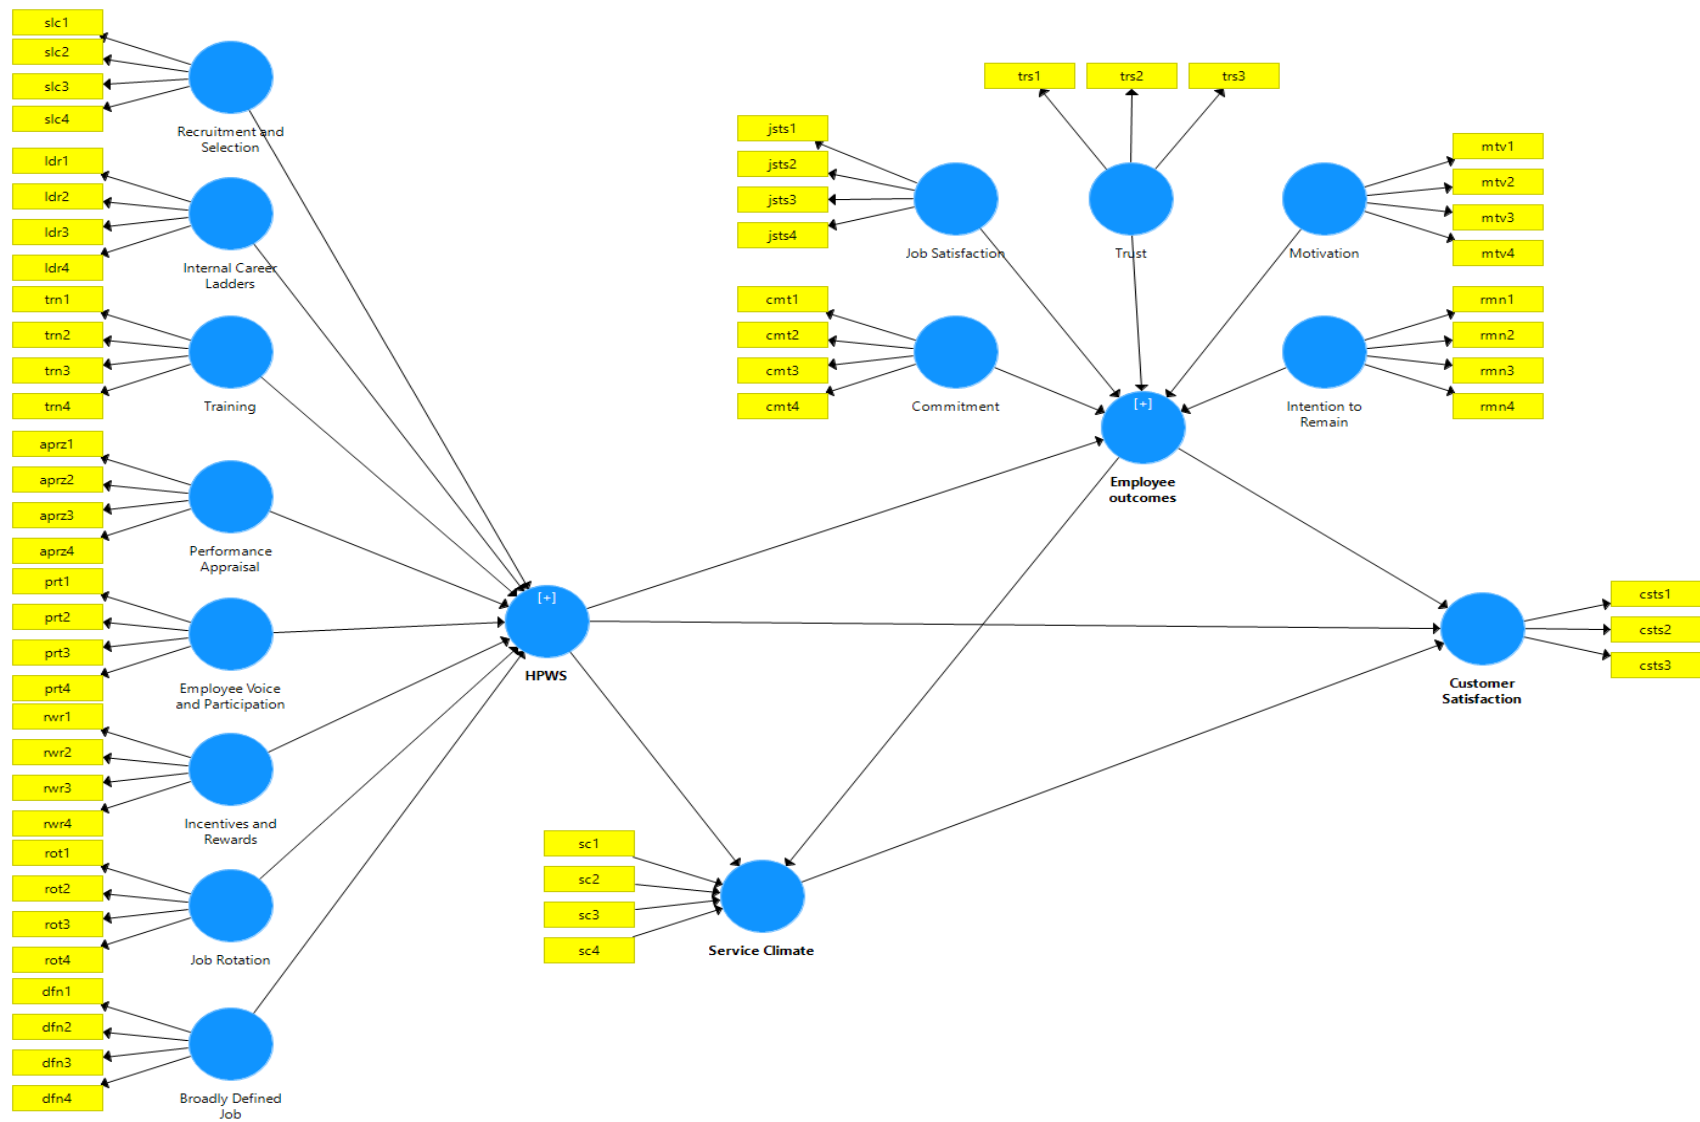 slc1
slc2
slc3
slc4
Recruitment and
Selection
ldr1
ldr2
ldr3
ldr4
Internal Career
Ladders
trn1
trn2
trn3
trn4
Training
aprz1
aprz2
aprz3
aprz4
Performance
Appraisal
prt1
prt2
prt3
prt4
Employee Voice
and Participation
rwr1
rwr2
rwr3
rwr4
Incentives and
Rewards
rot1
rot2
rot3
rot4
Job Rotation
dfn1
dfn2
dfn3
dfn4
Broadly Defined
Job
[+]
HPWS
jsts1
jsts2
jsts3
jsts4
Job Satisfaction
trs1
trs2
trs3
Trust
mtv1
mtv2
mtv3
mtv4
Motivation
cmt1
cmt2
cmt3
cmt4
Commitment
rmn1
rmn2
rmn3
rmn4
Intention to
Remain
[+]
Employee
outcomes
sc1
sc2
sc3
sc4
Service Climate
csts1
csts2
csts3
Customer
Satisfaction